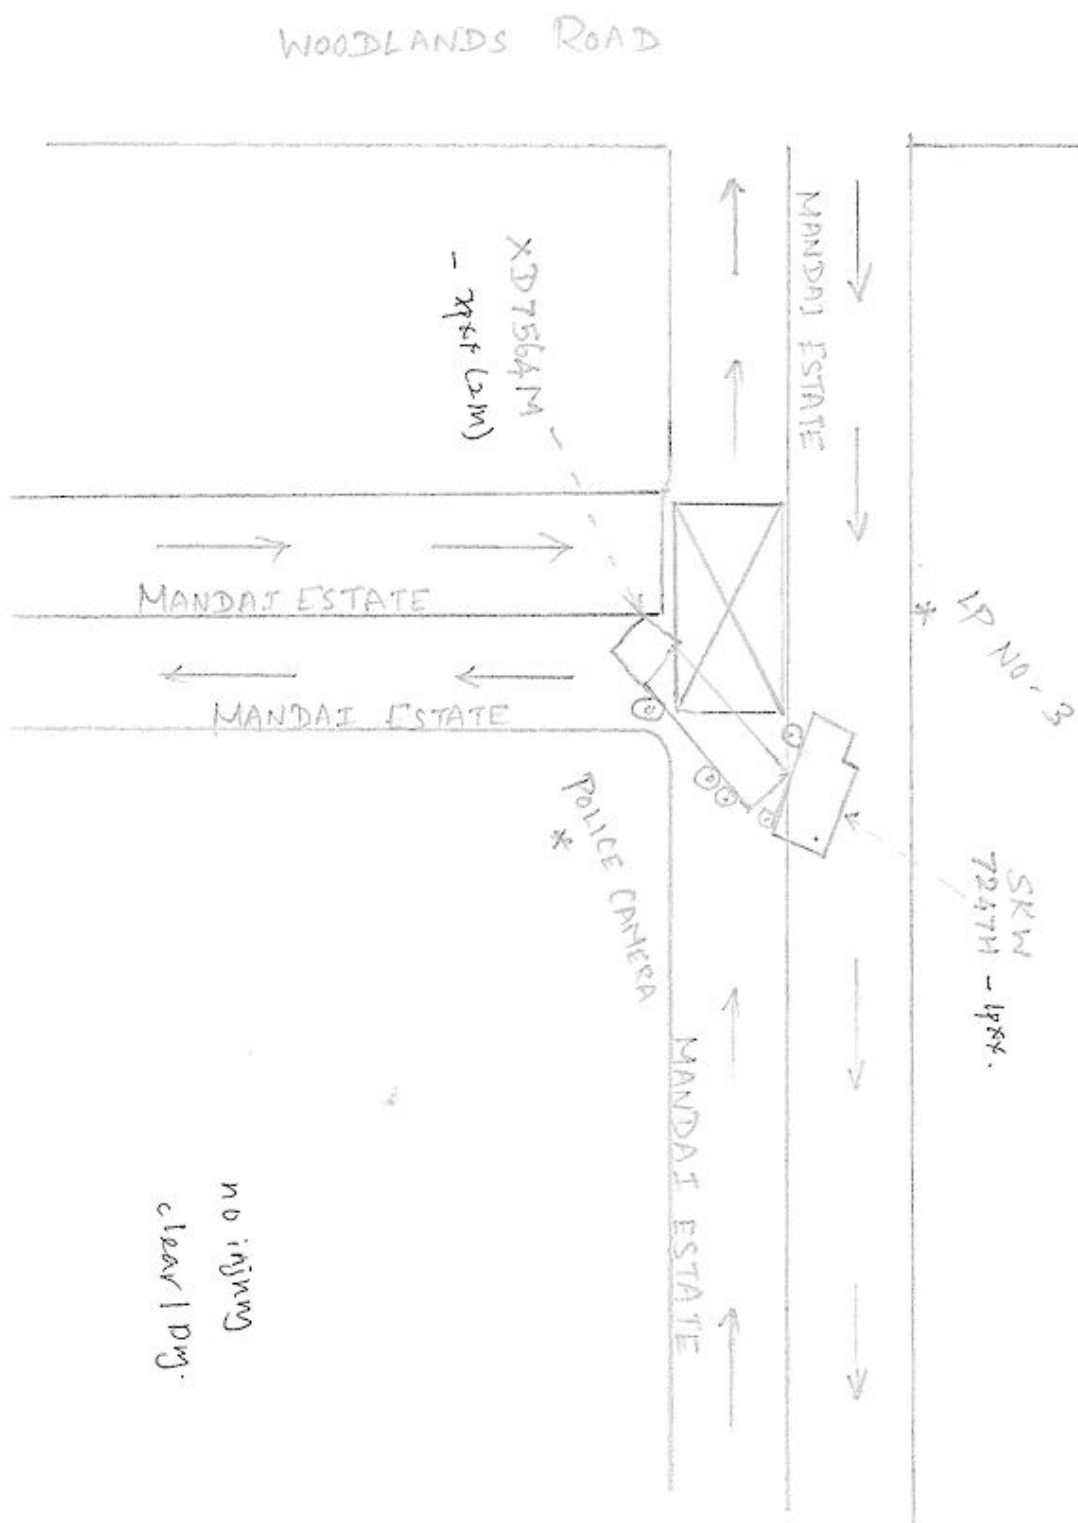 WOODLANDS ROAD
MANDAI ESTATE
XD7564M
(2M)
MANDAI ESTATE
MANDAI ESTATE
LP NO. 3
POLICE CAMERA
SKW
7247H
MANDAI ESTATE
no injury
clear / Dry.